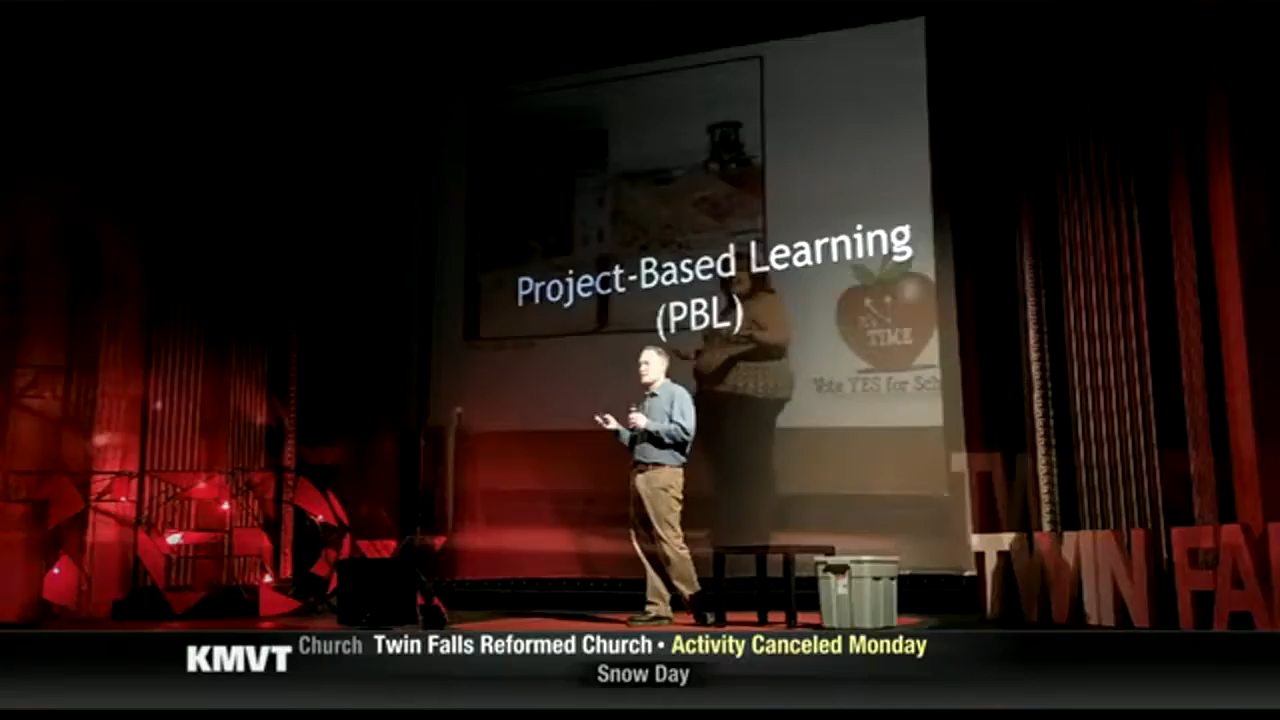 Project-Based Learning
(PBL)
TIME
Vote YES for Sch
TWIN FA
KMVT
Church Twin Falls Reformed Church • Activity Canceled Monday
Snow Day